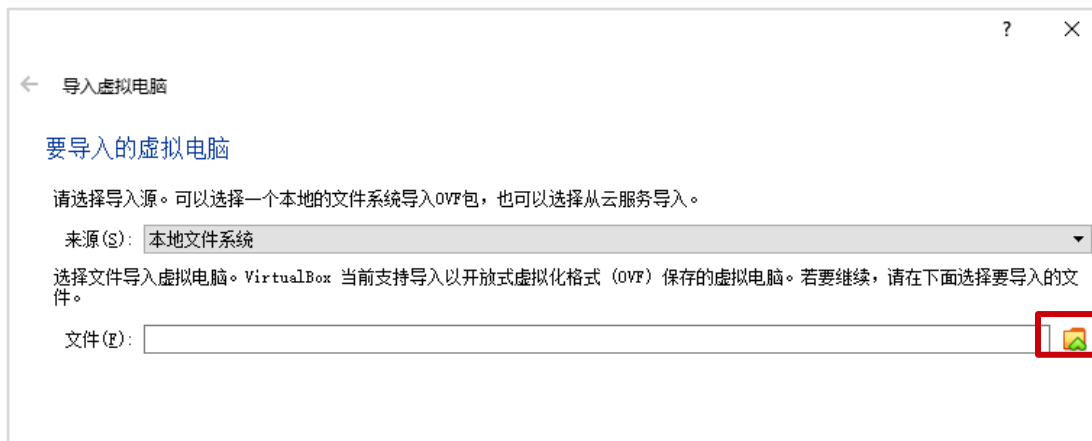 ?
×
← 导入虚拟电脑
要导入的虚拟电脑
请选择导入源。可以选择一个本地的文件系统导入OVF包，也可以选择从云服务导入。
来源(S): 本地文件系统
选择文件导入虚拟电脑。VirtualBox 当前支持导入以开放式虚拟化格式 (OVF) 保存的虚拟电脑。若要继续，请在下面选择要导入的文
件。
文件(F):